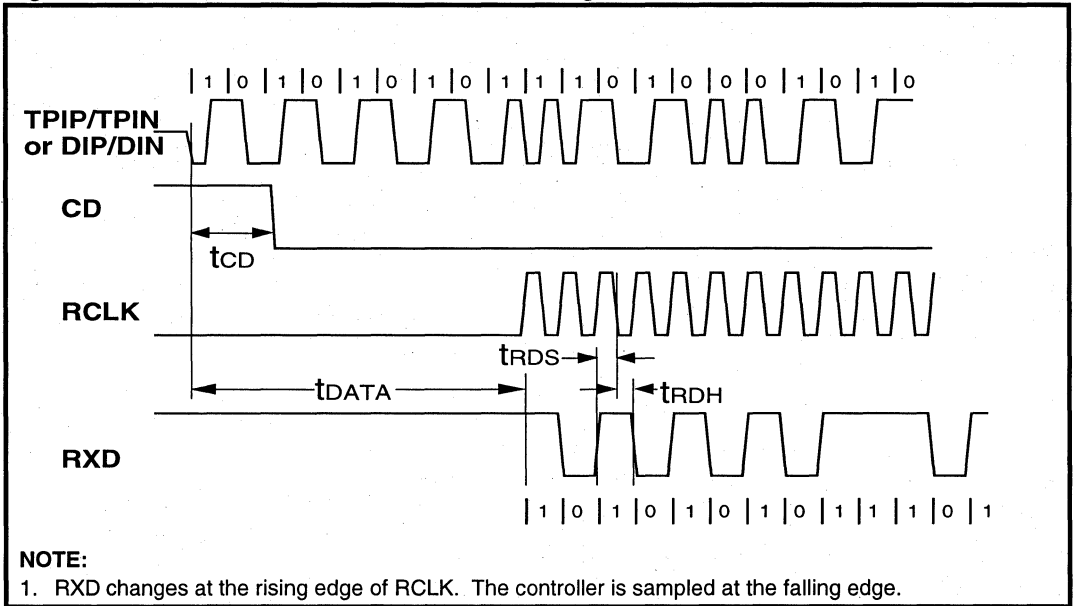 | 1 | 0 | 1 | 0 | 1 | 0 | 1 | 0 | 1 | 1 | 1 | 0 | 1 | 0 | 0 | 0 | 1 | 0 | 1 | 0
TPIP/TPIN
or DIP/DIN
CD
tCD
RCLK
tRDS
tDATA
tRDH
RXD
| 1 | 0 | 1 | 0 | 1 | 0 | 1 | 0 | 1 | 1 | 1 | 0 | 1
NOTE:
1. RXD changes at the rising edge of RCLK. The controller is sampled at the falling edge.